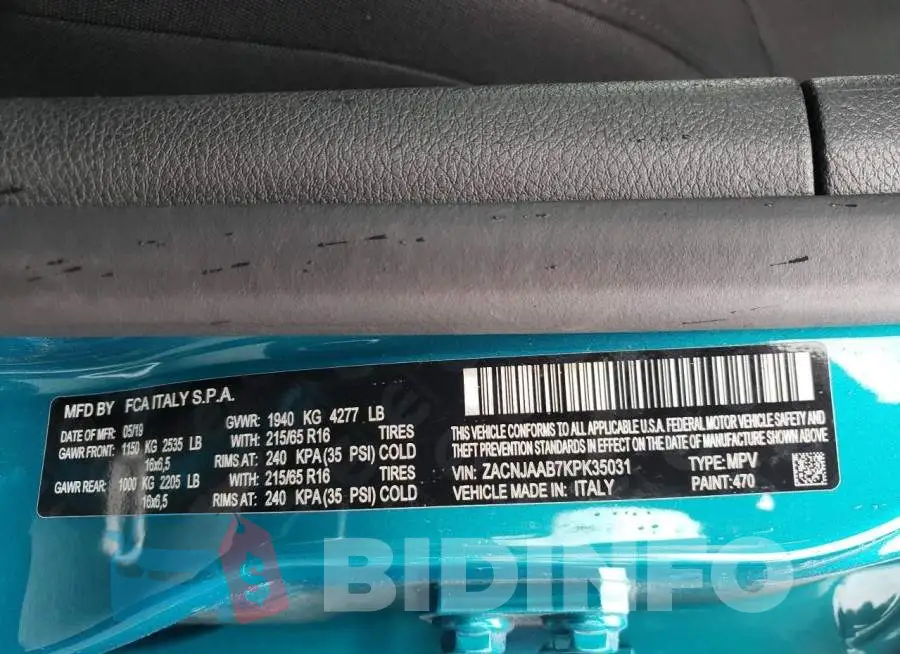 MFD BY FCA ITALY S.P.A.
DATE OF MFR: 05/19 GVWR: 1940 KG 4277 LB
GAWR FRONT: 1150 KG 2535 LB WITH: 215/65 R16 TIRES
16x6,5 RIMS AT: 240 KPA (35 PSI) COLD
GAWR REAR: 1000 KG 2205 LB WITH: 215/65 R16 TIRES
16x6,5 RIMS AT: 240 KPA (35 PSI) COLD
THIS VEHICLE CONFORMS TO ALL APPLICABLE U.S.A. FEDERAL MOTOR VEHICLE SAFETY AND
THEFT PREVENTION STANDARDS IN EFFECT ON THE DATE OF MANUFACTURE SHOWN ABOVE.
VIN: ZACNJAAB7KPK35031 TYPE: MPV
VEHICLE MADE IN: ITALY PAINT: 470
$ BIDINFO